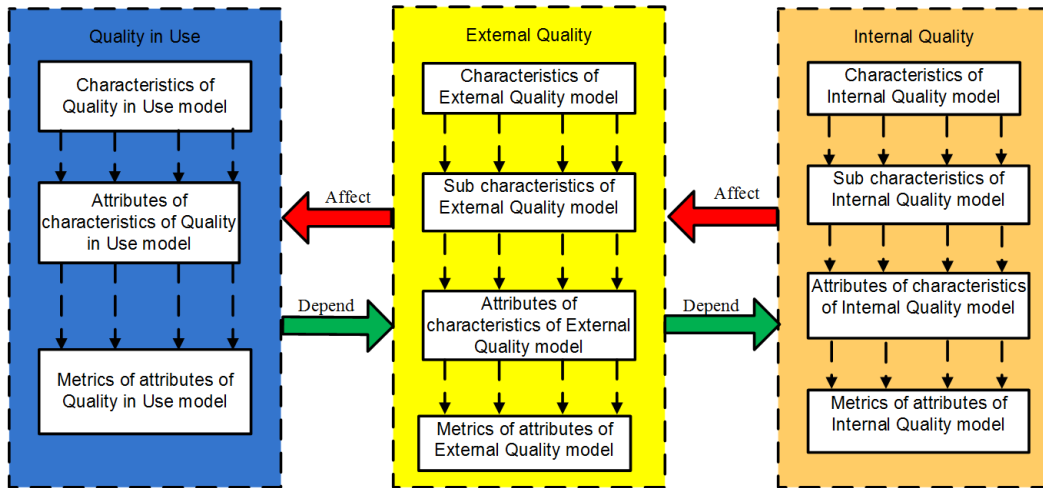 Quality in Use
Characteristics of
Quality in Use model
Attributes of
characteristics of Quality
in Use model
Metrics of attributes of
Quality in Use model
Affect
Depend
External Quality
Characteristics of
External Quality model
Sub characteristics of
External Quality model
Attributes of
characteristics of External
Quality model
Metrics of attributes of
External Quality model
Affect
Depend
Internal Quality
Characteristics of
Internal Quality model
Sub characteristics of
Internal Quality model
Attributes of characteristics
of Internal Quality model
Metrics of attributes of
Internal Quality model